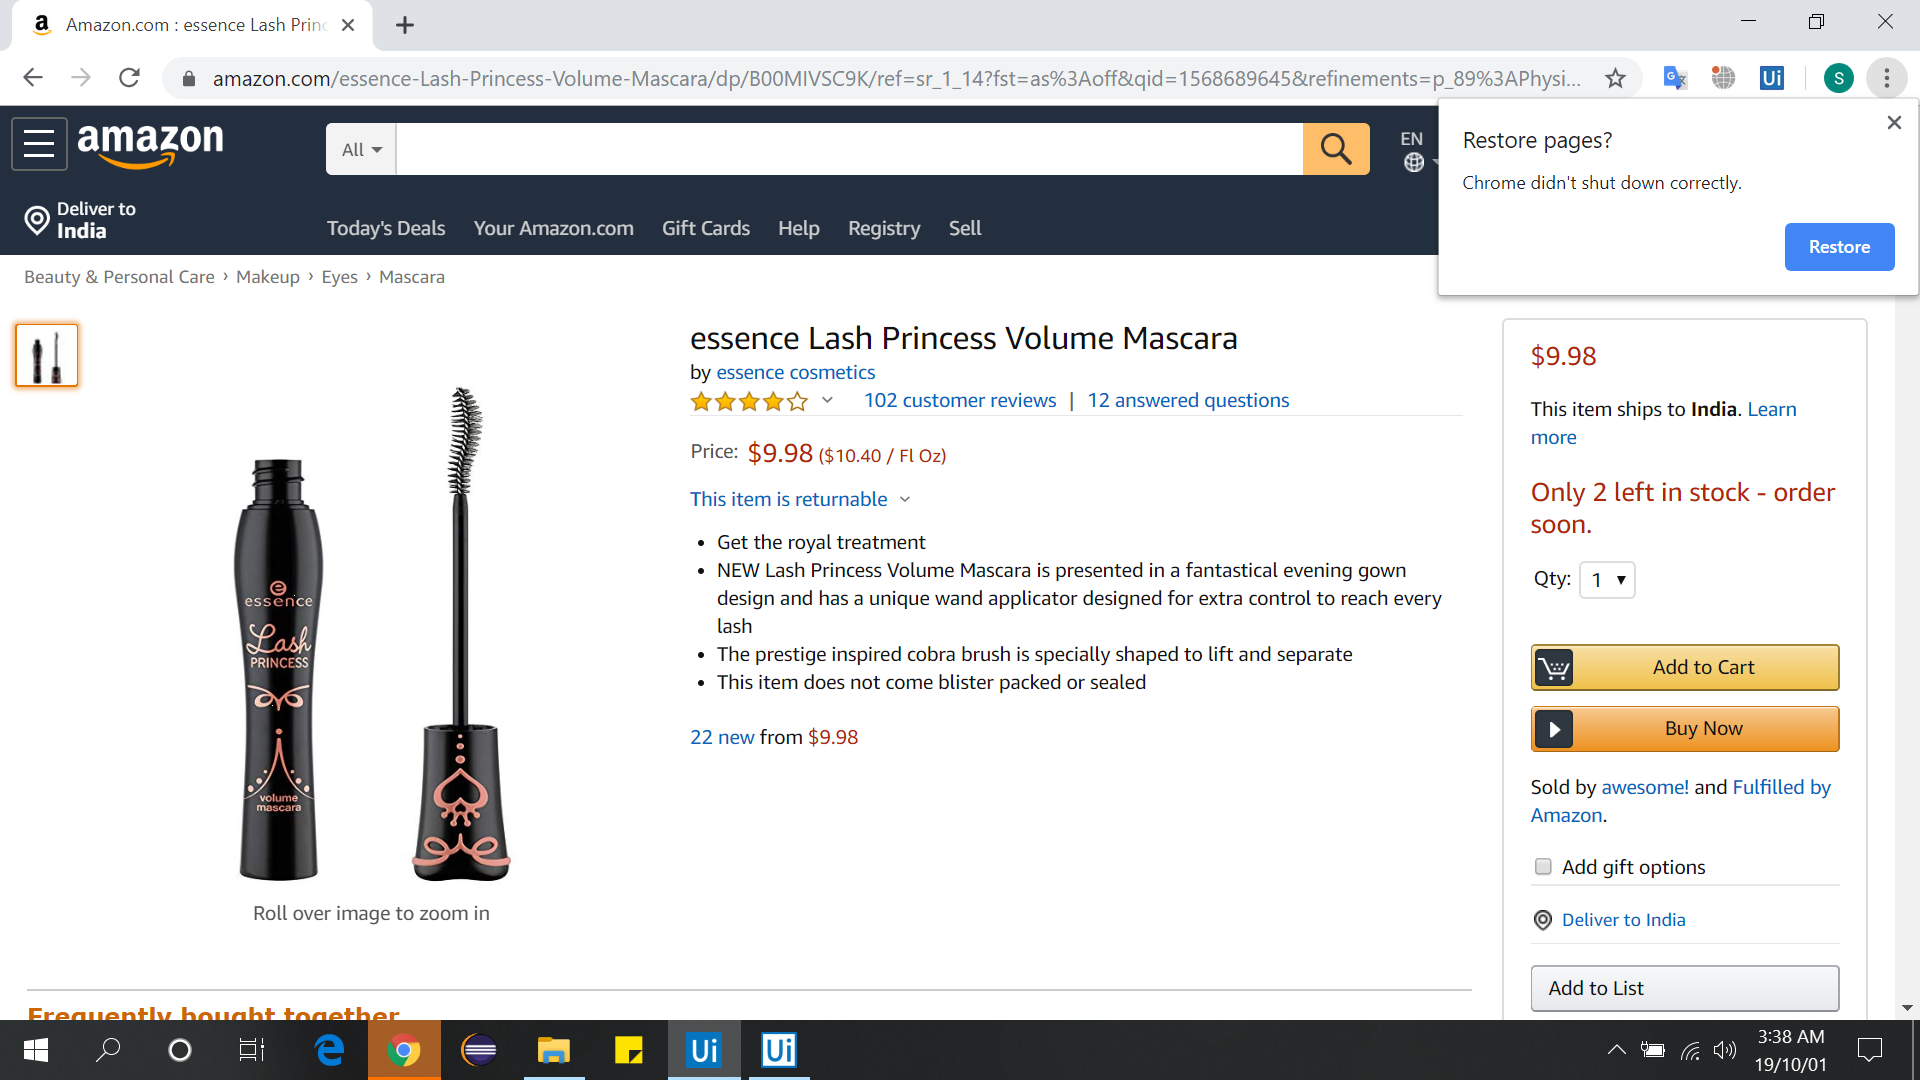 Amazon.com : essence Lash Princ
amazon.com/essence-Lash-Princess-Volume-Mascara/dp/B00MIVSC9K/ref=sr_1_14?fst=as%3Aoff&qid=1568689645&refinements=p_89%3APhysi...
S
Restore pages?
Chrome didn't shut down correctly.
Restore
amazon
All
EN
Deliver to
India
Today's Deals Your Amazon.com Gift Cards Help Registry Sell
Beauty & Personal Care › Makeup › Eyes › Mascara
essence
Lash
PRINCESS
volume
mascara
Roll over image to zoom in
essence Lash Princess Volume Mascara
by essence cosmetics
102 customer reviews | 12 answered questions
Price: $9.98 ($10.40 / Fl Oz)
This item is returnable
• Get the royal treatment
• NEW Lash Princess Volume Mascara is presented in a fantastical evening gown
design and has a unique wand applicator designed for extra control to reach every
lash
• The prestige inspired cobra brush is specially shaped to lift and separate
• This item does not come blister packed or sealed
22 new from $9.98
$9.98
This item ships to India. Learn
more
Only 2 left in stock - order
soon.
Qty: 1
Add to Cart
Buy Now
Sold by awesome! and Fulfilled by
Amazon.
Add gift options
Deliver to India
Add to List
Frequently bought together
Ui
Ui
Ui
3:38 AM
19/10/01